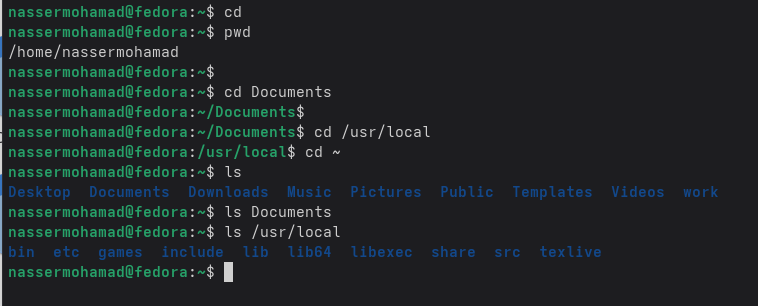 nassermohamad@fedora:~$ cd
nassermohamad@fedora:~$ pwd
/home/nassermohamad
nassermohamad@fedora:~$
nassermohamad@fedora:~$ cd Documents
nassermohamad@fedora:~/Documents$
nassermohamad@fedora:~/Documents$ cd /usr/local
nassermohamad@fedora:/usr/local$ cd ~
nassermohamad@fedora:~$ ls
Desktop  Documents  Downloads  Music  Pictures  Public  Templates  Videos  work
nassermohamad@fedora:~$ ls Documents
nassermohamad@fedora:~$ ls /usr/local
bin  etc  games  include  lib  lib64  libexec  share  src  texlive
nassermohamad@fedora:~$